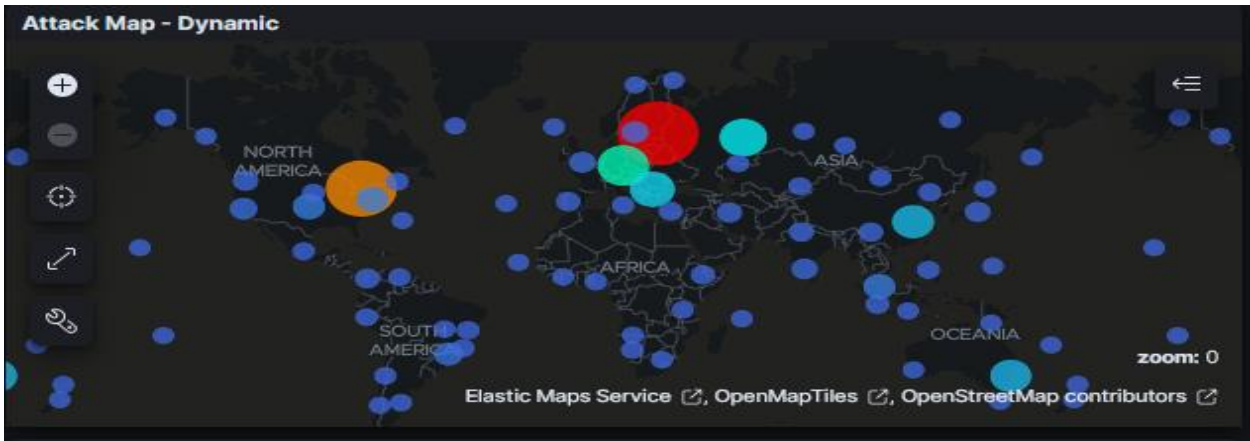 Attack Map - Dynamic
NORTH
AMERICA
ASIA
AFRICA
SOUTH
AMERICA
OCEANIA
zoom: 0
Elastic Maps Service , OpenMapTiles , OpenStreetMap contributors